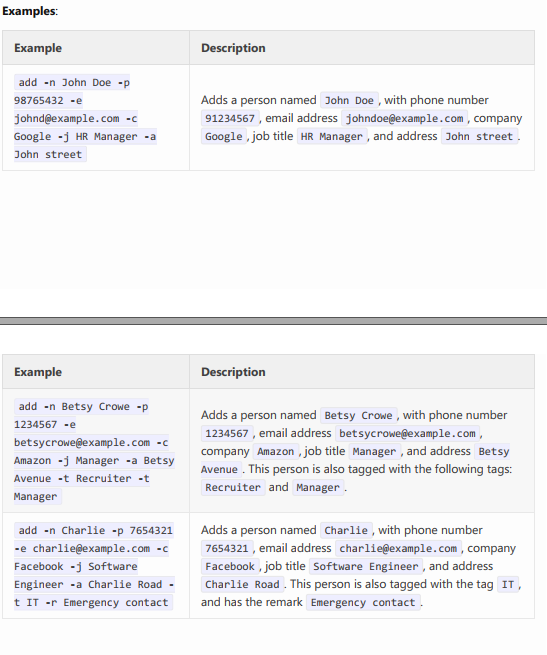 Examples:
Example Description
add -n John Doe -p
98765432 -e
johnd@example.com -c
Google -j HR Manager -a
John street
Adds a person named John Doe , with phone number
91234567 , email address johndoe@example.com , company
Google , job title HR Manager , and address John street .
Example Description
add -n Betsy Crowe -p
1234567 -e
betsycrowe@example.com -c
Amazon -j Manager -a Betsy
Avenue -t Recruiter -t
Manager
Adds a person named Betsy Crowe , with phone number
1234567 , email address betsycrowe@example.com ,
company Amazon , job title Manager , and address Betsy
Avenue . This person is also tagged with the following tags:
Recruiter and Manager .
add -n Charlie -p 7654321
-e charlie@example.com -c
Facebook -j Software
Engineer -a Charlie Road -
t IT -r Emergency contact
Adds a person named Charlie , with phone number
7654321 , email address charlie@example.com , company
Facebook , job title Software Engineer , and address
Charlie Road . This person is also tagged with the tag IT ,
and has the remark Emergency contact .